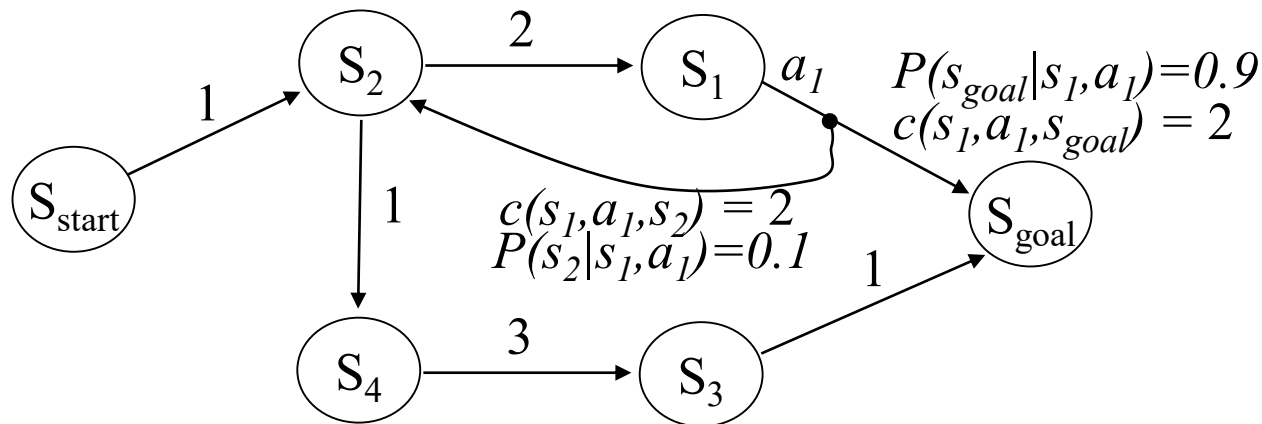 2
S2
S1
a1
P(sgoal|s1,a1)=0.9
c(s1,a1,sgoal) = 2
1
Sstart
1
c(s1,a1,s2) = 2
P(s2|s1,a1)=0.1
Sgoal
1
3
S4
S3